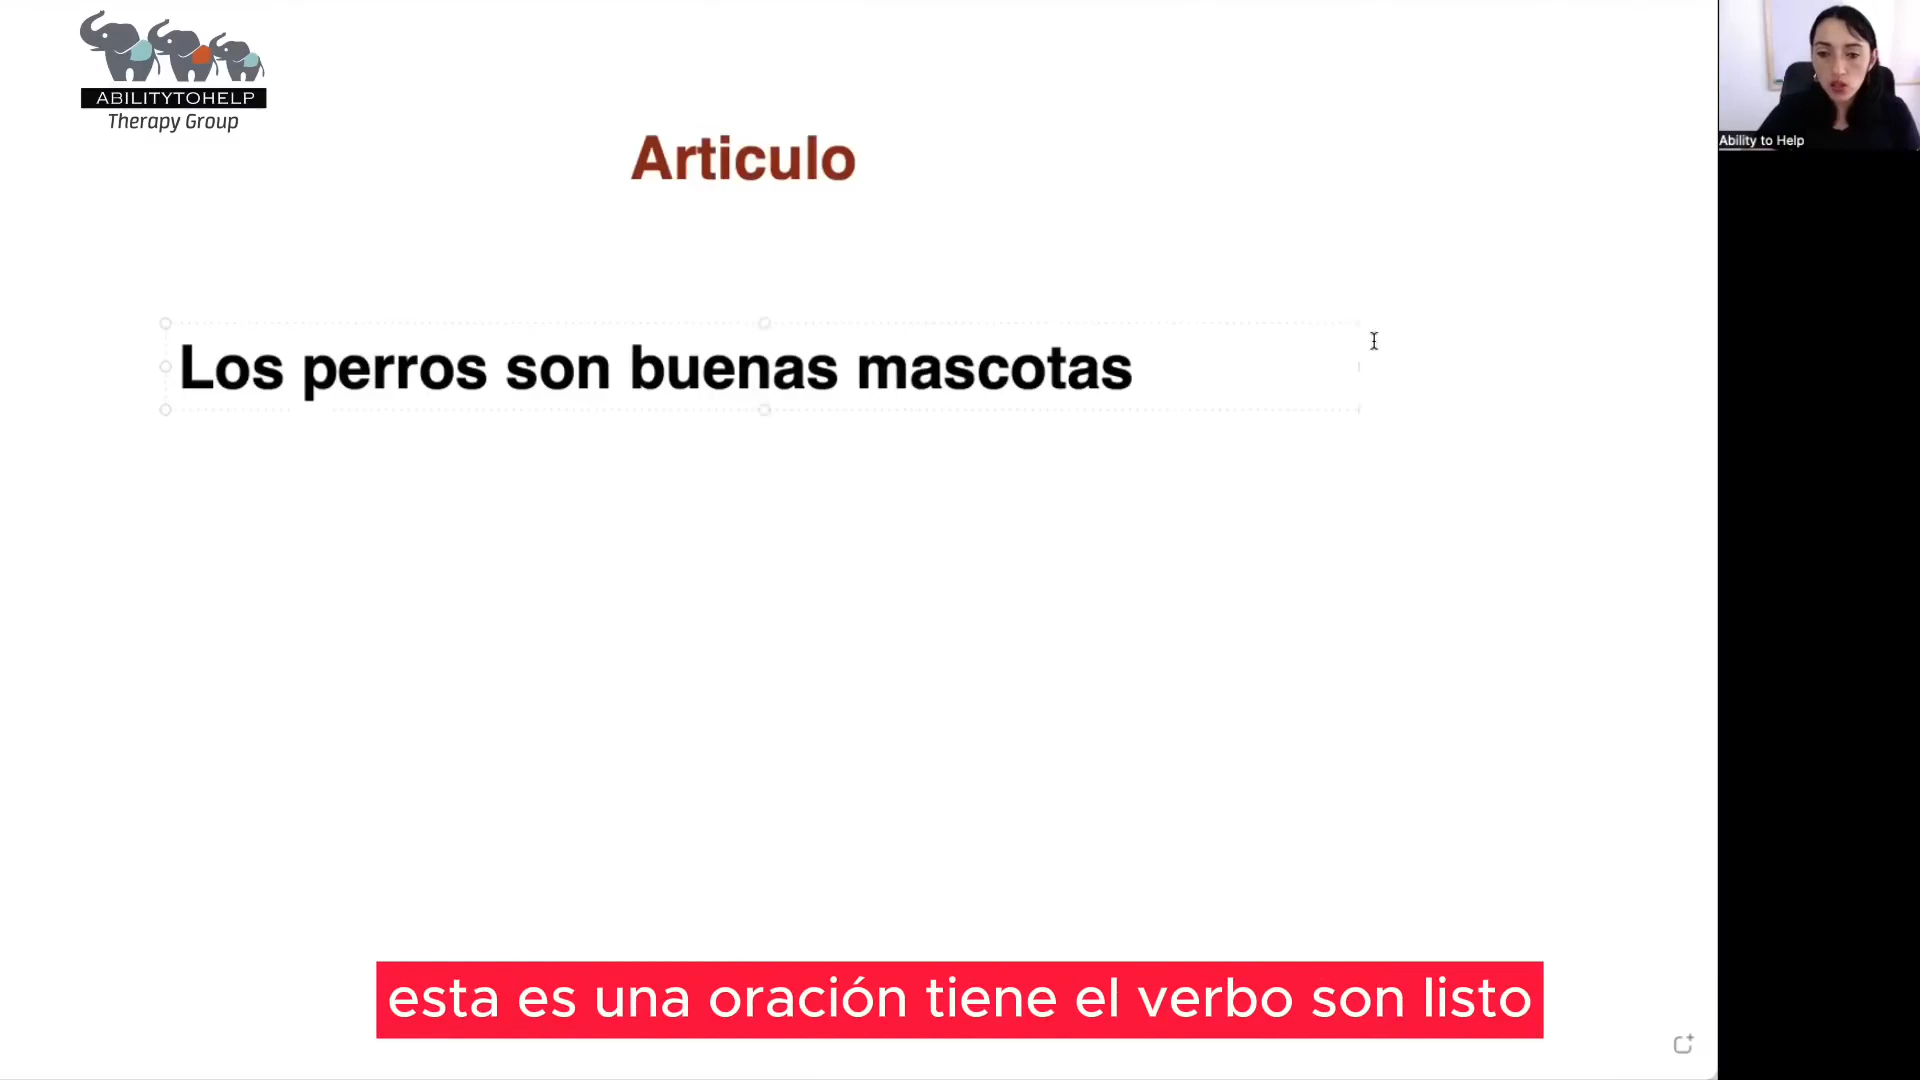 ABILITYTOHELP
Therapy Group
Articulo
Ability to Help
Los perros son buenas mascotas
esta es una oración tiene el verbo son listo